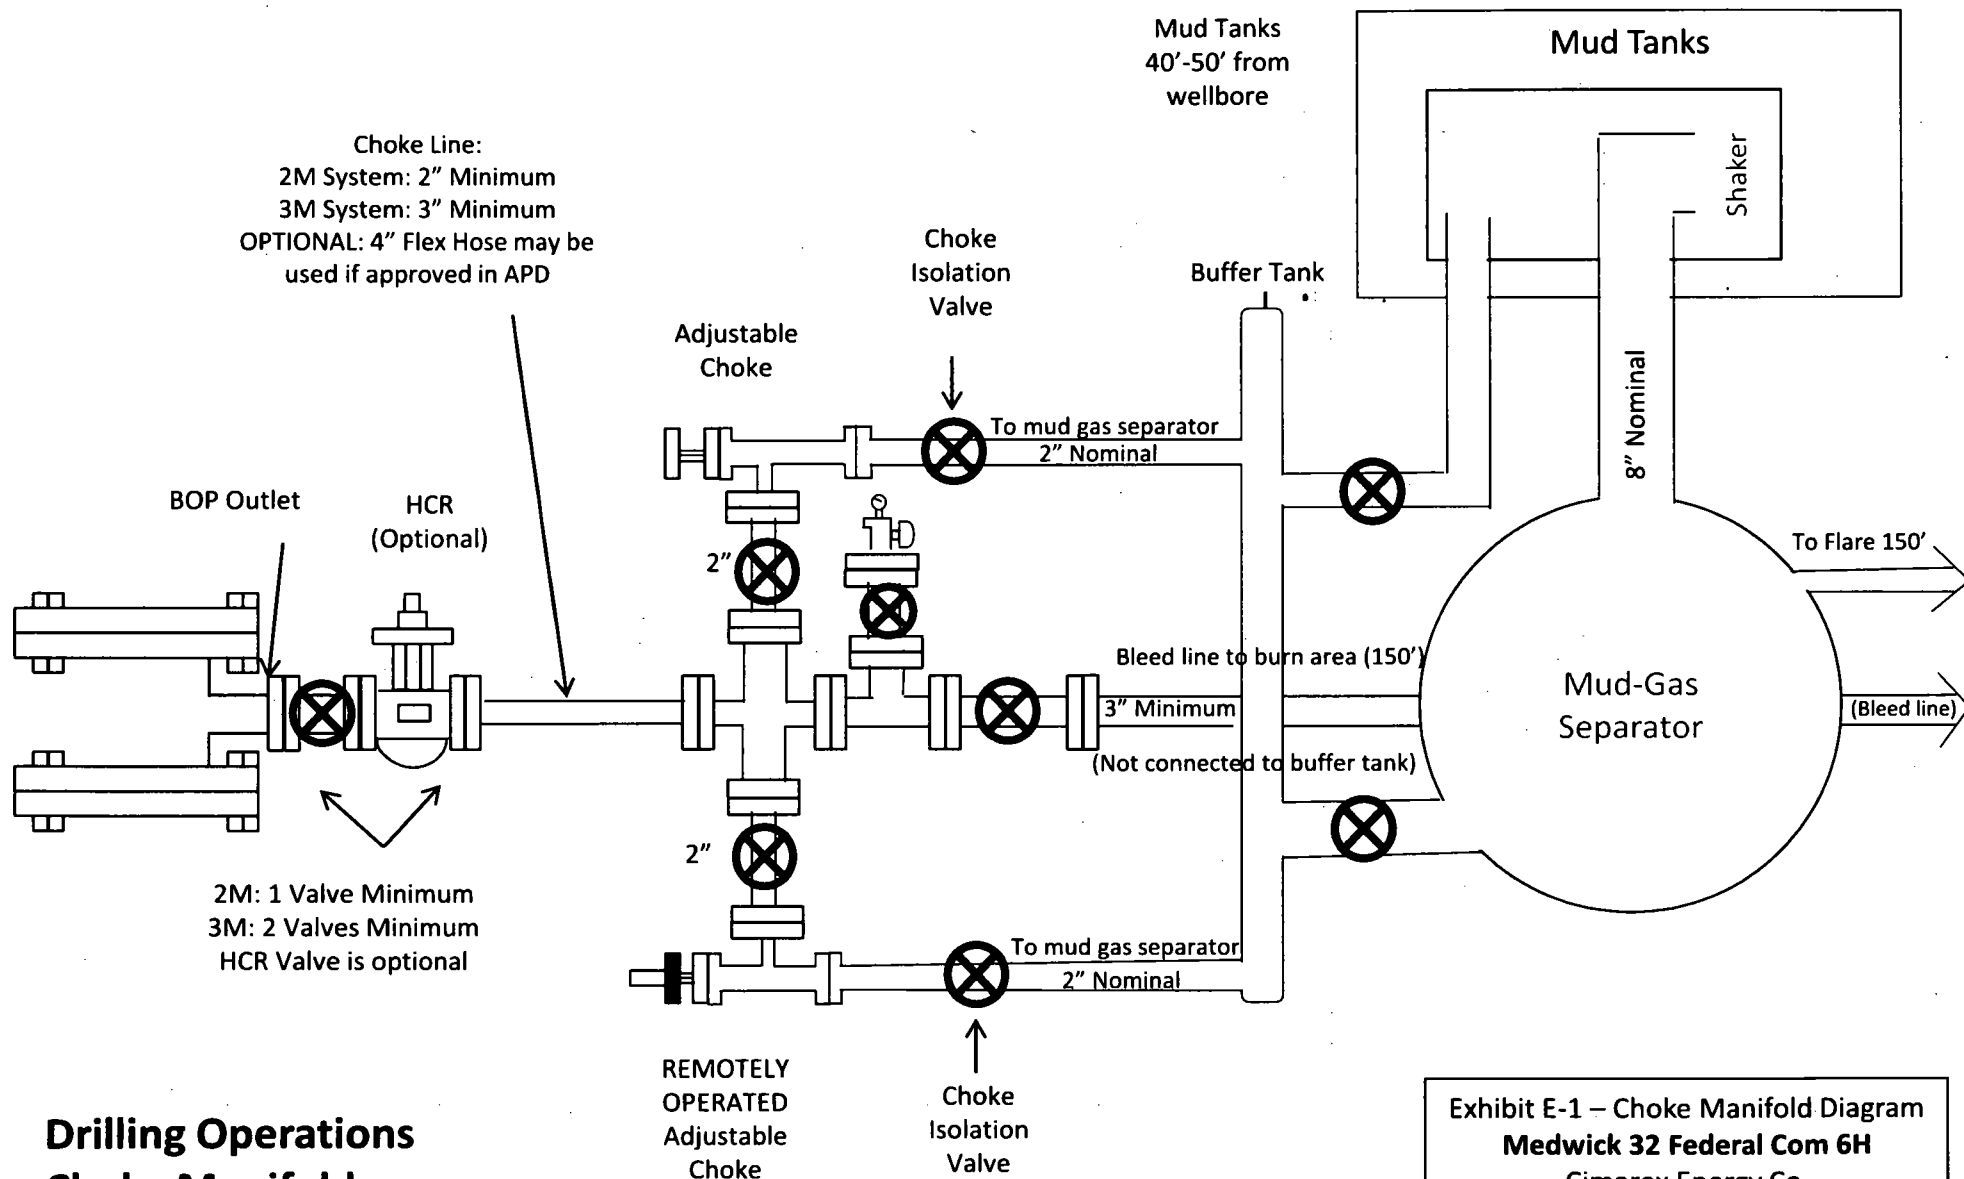 Mud Tanks
40’-50’ from
wellbore
Mud Tanks
Shaker
Choke Line:
2M System: 2” Minimum
3M System: 3” Minimum
OPTIONAL: 4” Flex Hose may be
used if approved in APD
Choke
Isolation
Valve
Buffer Tank
Adjustable
Choke
To mud gas separator
2” Nominal
8” Nominal
BOP Outlet
HCR
(Optional)
2”
To Flare 150’
Bleed line to burn area (150’)
3” Minimum
(Not connected to buffer tank)
Mud-Gas
Separator
(Bleed line)
2”
2M: 1 Valve Minimum
3M: 2 Valves Minimum
HCR Valve is optional
To mud gas separator
2” Nominal
REMOTELY
OPERATED
Adjustable
Choke
Choke
Isolation
Valve
Drilling Operations
Choke Manifold
Exhibit E-1 – Choke Manifold Diagram
Medwick 32 Federal Com 6H
Cimarex Energy Co.